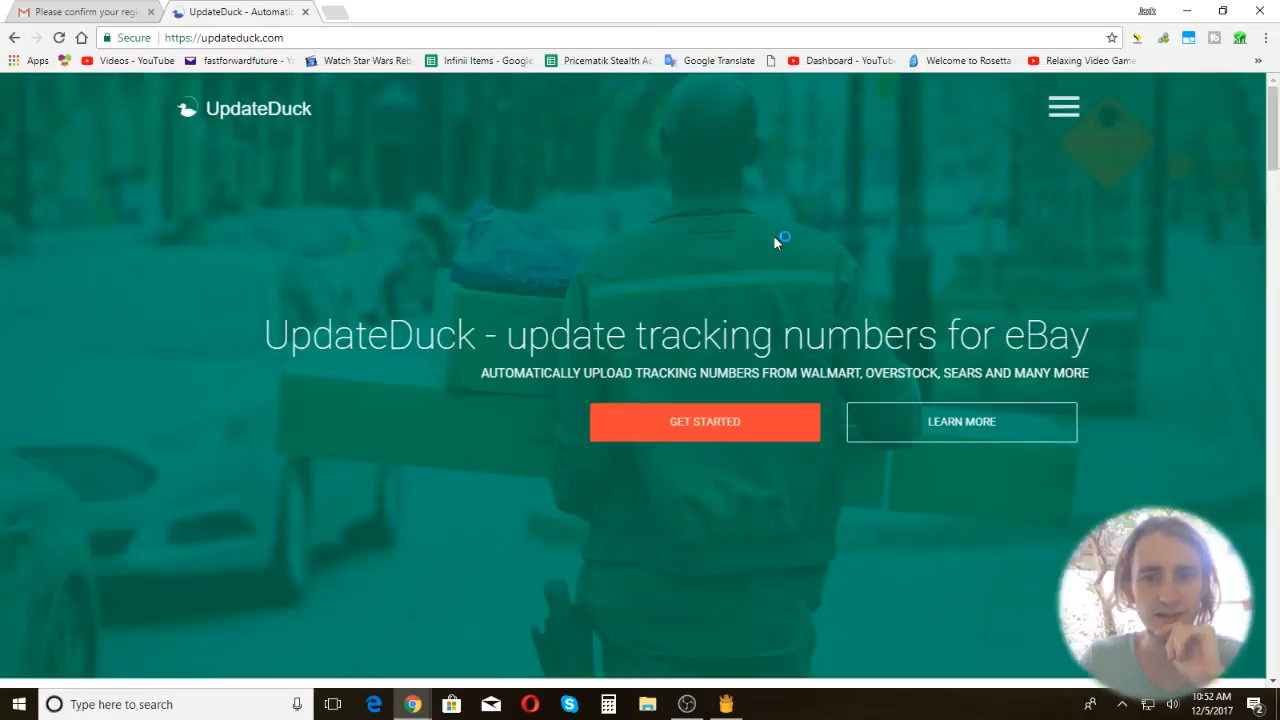 Please confirm your regi
UpdateDuck - Automatic
Secure
https://updateduck.com
Apps
Videos - YouTube
fastforwardfuture - Y
Watch Star Wars Reb
Infinii Items - Google
Pricematik Stealth Ac
Google Translate
Dashboard - YouTub
Welcome to Rosetta
Relaxing Video Game
UpdateDuck
UpdateDuck - update tracking numbers for eBay
AUTOMATICALLY UPLOAD TRACKING NUMBERS FROM WALMART, OVERSTOCK, SEARS AND MANY MORE
GET STARTED
LEARN MORE
Type here to search
10:52 AM
12/5/2017
2